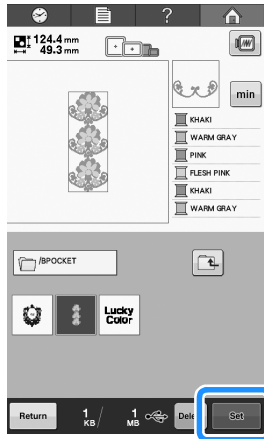 ?
124.4 mm
49.3 mm
min
KHAKI
WARM GRAY
PINK
FLESH PINK
KHAKI
WARM GRAY
/BPOCKET
Lucky
Color
Return
1 KB / 1 MB
Dele
Set